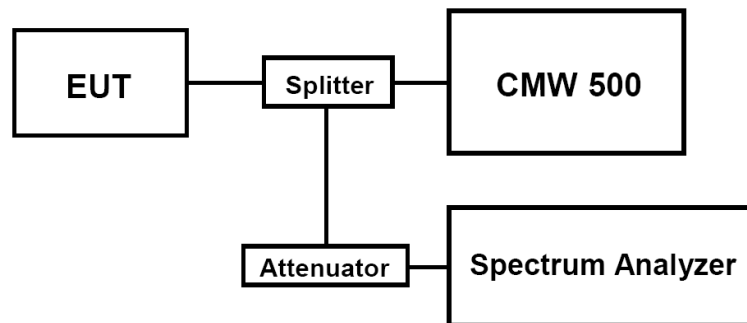 EUT
Splitter
CMW 500
Attenuator
Spectrum Analyzer